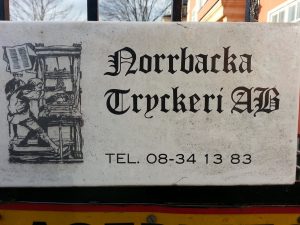 Norrbacka
Tryckeri AB
TEL. 08-34 13 83